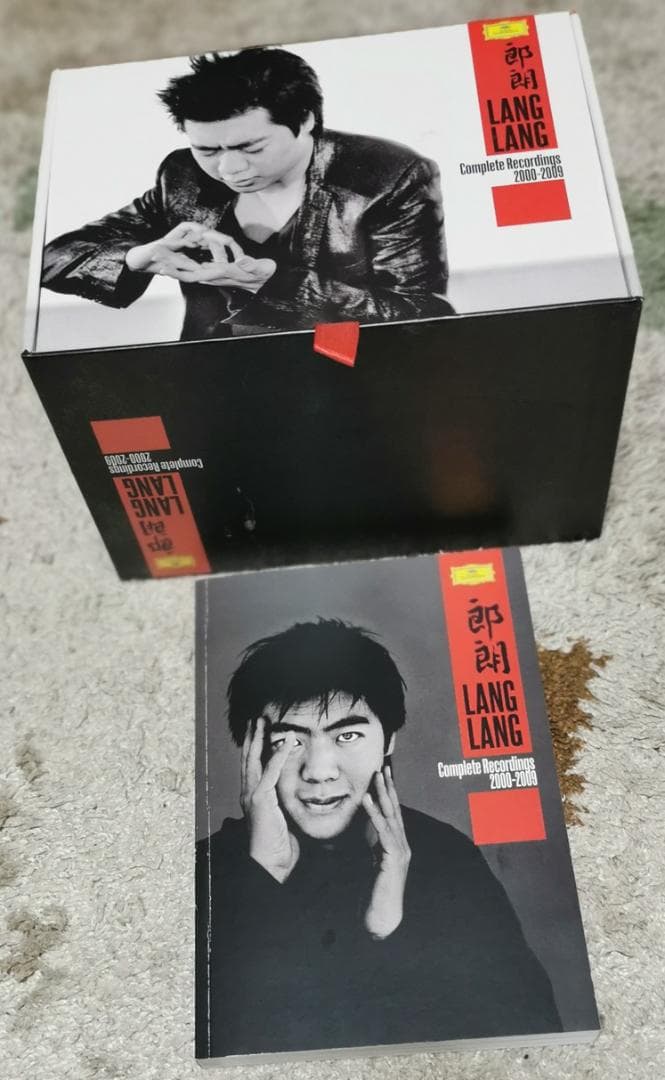 郎
朗
LANG
LANG
Complete Recordings
2000-2009
Complete Recordings
2000-2009
LANG
LANG
郎
朗
郎
朗
LANG
LANG
Complete Recordings
2000-2009